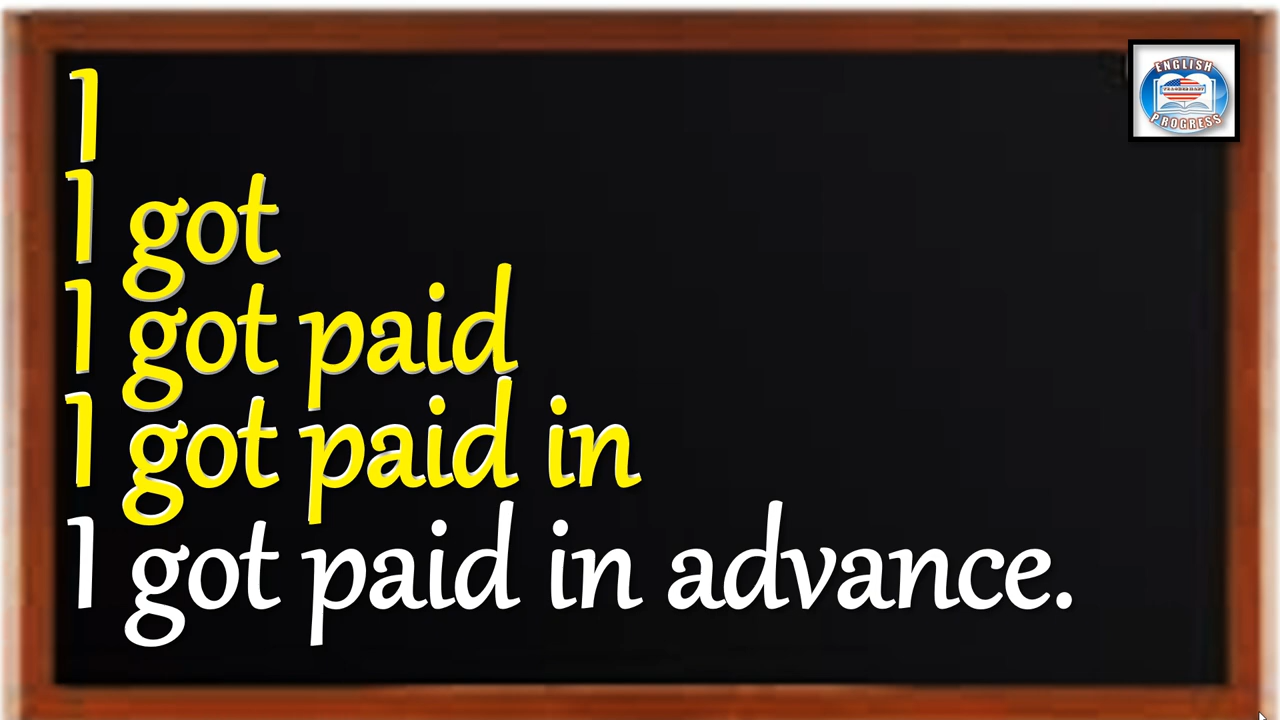 I
I got
I got paid
I got paid in
I got paid in advance.
ENGLISH
PROGRESS